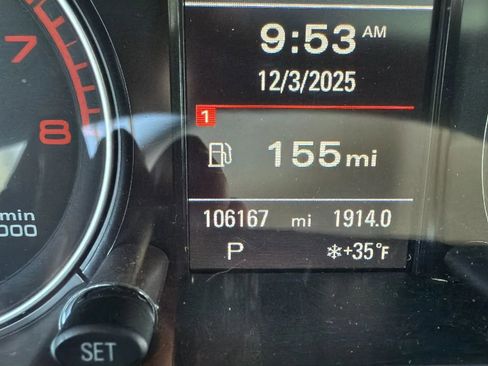 9:53 AM
12/3/2025
1
155 mi
7
8
106167 mi 1914.0
P ❄+35°F
min
000
SET